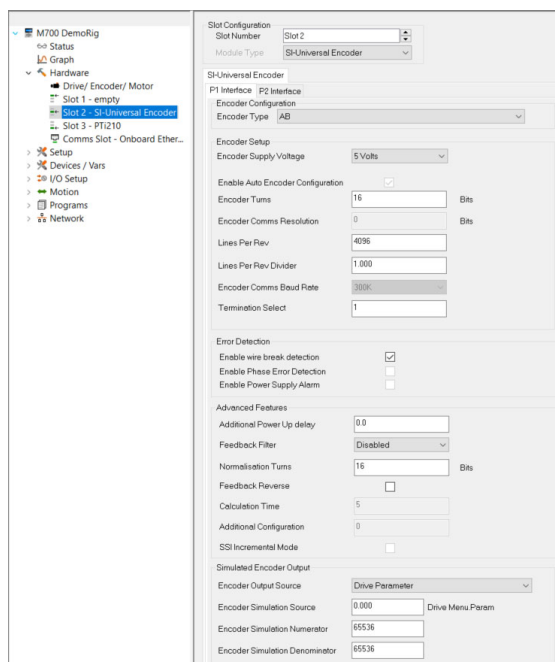 M700 DemoRig
Status
Graph
Hardware
Drive/ Encoder/ Motor
Slot 1 - empty
Slot 2 - SI-Universal Encoder
Slot 3 - PTi210
Comms Slot - Onboard Ether...
Setup
Devices / Vars
I/O Setup
Motion
Programs
Network
Slot Configuration
Slot Number Slot 2
Module Type SI-Universal Encoder
SI-Universal Encoder
P1 Interface P2 Interface
Encoder Configuration
Encoder Type AB
Encoder Setup
Encoder Supply Voltage 5 Volts
Enable Auto Encoder Configuration
Encoder Turns 16 Bits
Encoder Comms Resolution 0 Bits
Lines Per Rev 4096
Lines Per Rev Divider 1.000
Encoder Comms Baud Rate 300K
Termination Select 1
Error Detection
Enable wire break detection
Enable Phase Error Detection
Enable Power Supply Alarm
Advanced Features
Additional Power Up delay 0.0
Feedback Filter Disabled
Normalisation Turns 16 Bits
Feedback Reverse
Calculation Time 5
Additional Configuration 0
SSI Incremental Mode
Simulated Encoder Output
Encoder Output Source Drive Parameter
Encoder Simulation Source 0.000 Drive Menu.Param
Encoder Simulation Numerator 65536
Encoder Simulation Denominator 65536